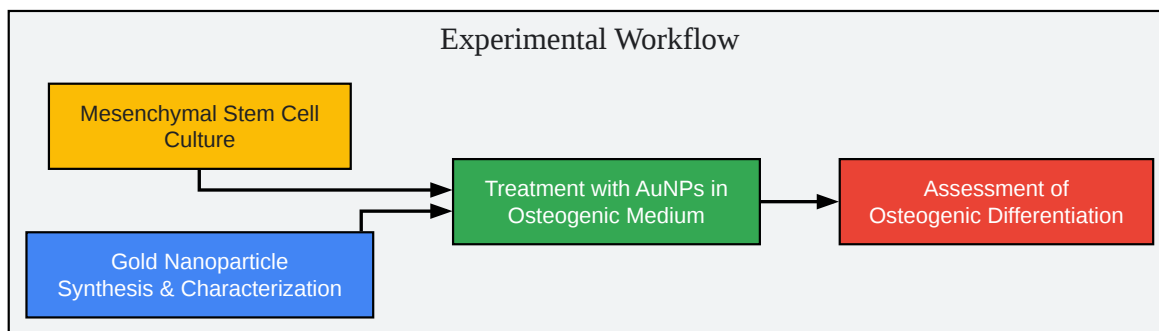 Experimental Workflow
Mesenchymal Stem Cell
Culture
Treatment with AuNPs in
Osteogenic Medium
Assessment of
Osteogenic Differentiation
Gold Nanoparticle
Synthesis & Characterization